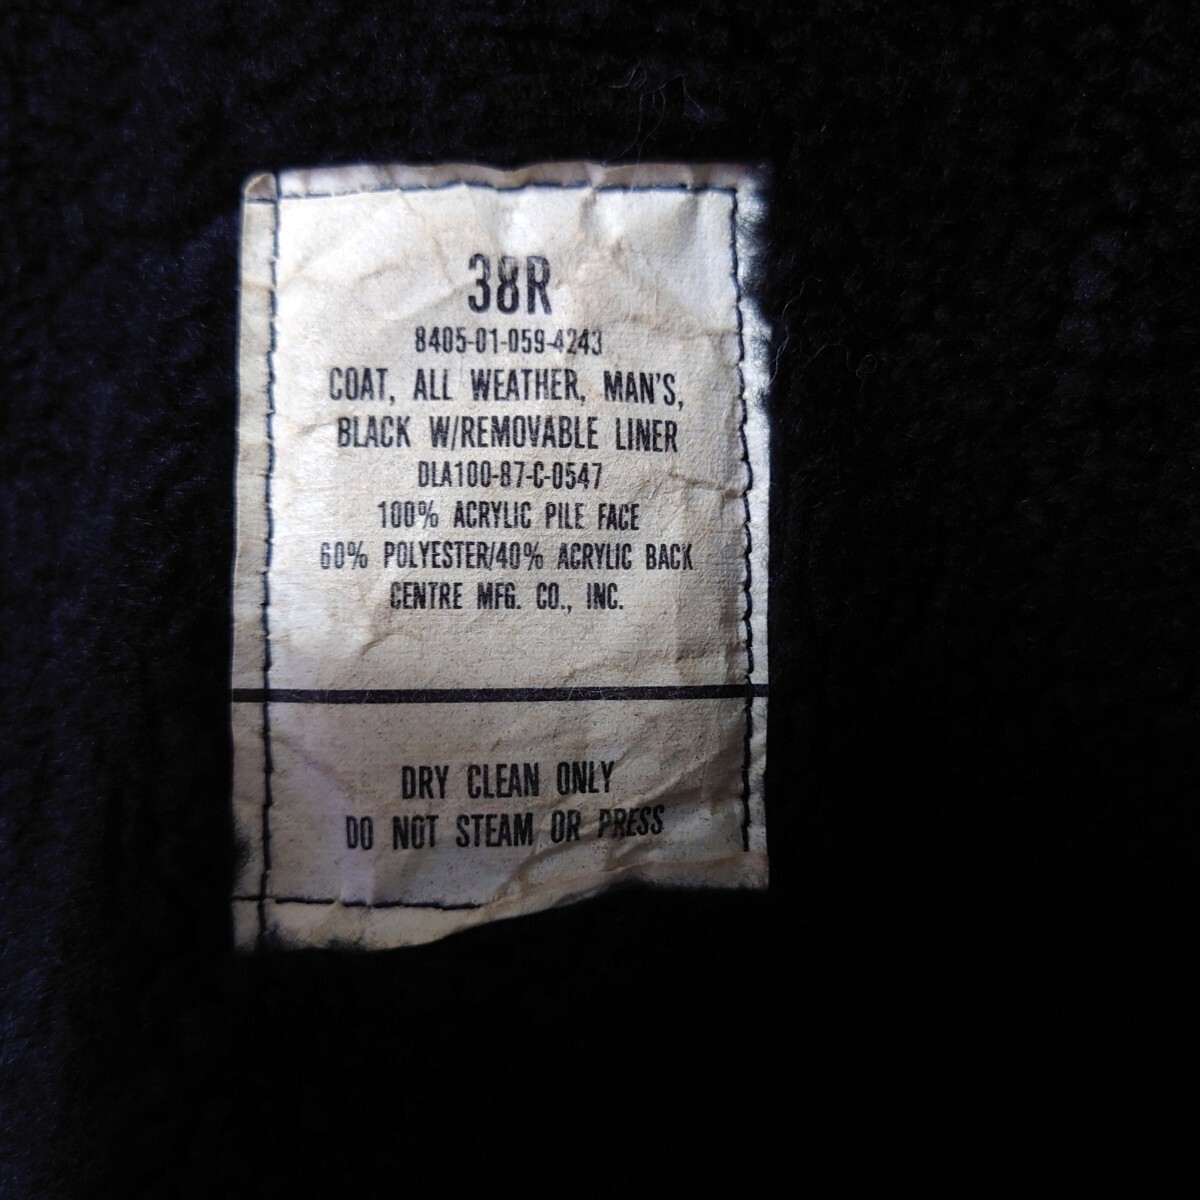 38R
8405-01-059-4243
COAT, ALL WEATHER, MAN'S,
BLACK W/REMOVABLE LINER
DLA100-87-C-0547
100% ACRYLIC PILE FACE
60% POLYESTER/40% ACRYLIC BACK
CENTRE MFG. CO., INC.
DRY CLEAN ONLY
DO NOT STEAM OR PRESS